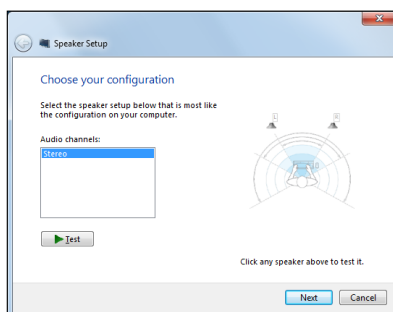 Speaker Setup
Choose your configuration
Select the speaker setup below that is most like
the configuration on your computer.
Audio channels:
Stereo
L
R
Test
Click any speaker above to test it.
Next
Cancel